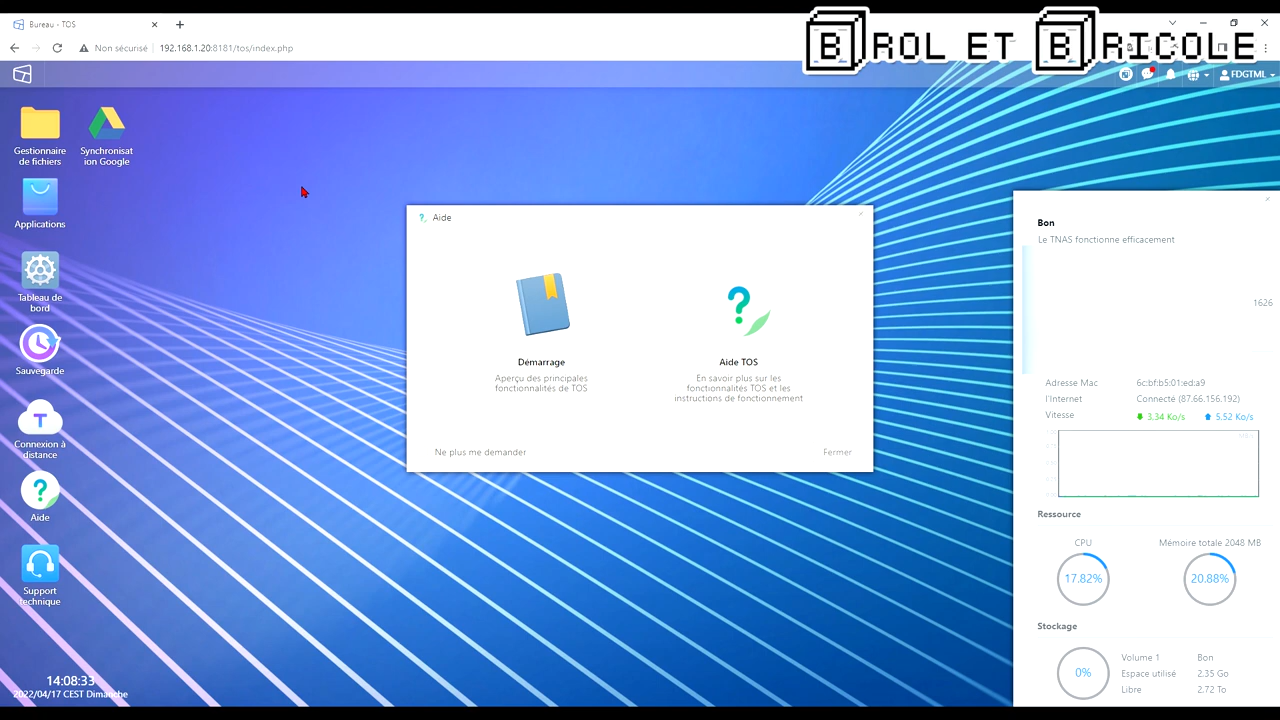 Bureau - TOS
BROL ET BRICOLE
Non sécurisé
192.168.1.20:8181/tos/index.php
FDGTML
Gestionnaire
de fichiers
Synchronisat
ion Google
Applications
Tableau de
bord
Sauvegarde
Connexion à
distance
Aide
Support
technique
14:08:33
2022/04/17 CEST Dimanche
Aide
Démarrage
Aperçu des principales
fonctionnalités de TOS
Aide TOS
En savoir plus sur les
fonctionnalités TOS et les
instructions de fonctionnement
Ne plus me demander
Fermer
Bon
Le TNAS fonctionne efficacement
1626
Adresse Mac 6c:bf:b5:01:ed:a9
l'Internet Connecté (87.66.156.192)
Vitesse 3.34 Ko/s 5.52 Ko/s
Ressource
CPU Mémoire totale 2048 MB
17.82% 20.88%
Stockage
0%
Volume 1 Bon
Espace utilisé 2.35 Go
Libre 2.72 To